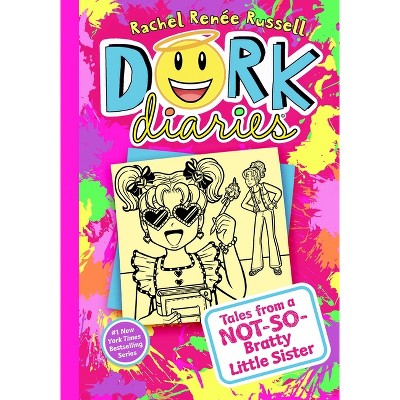 Rachel Renée Russell
DORK
diaries
Tales from a
NOT-SO-
Bratty
Little Sister
#1 New
York Times
Bestselling
Series